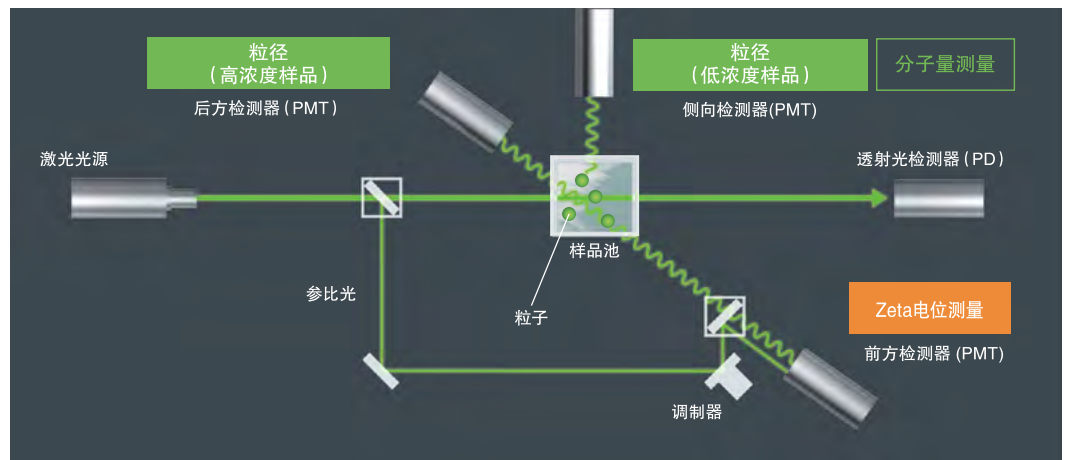 粒径
(高浓度样品)
后方检测器(PMT)
粒径
(低浓度样品)
侧向检测器(PMT)
分子量测量
激光光源
透射光检测器(PD)
样品池
参比光
粒子
Zeta电位测量
前方检测器 (PMT)
调制器